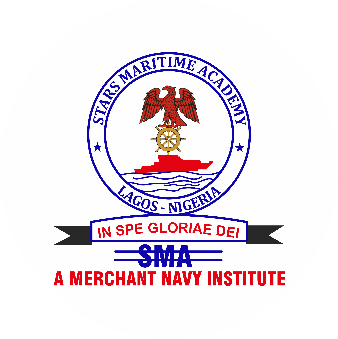 STARS MARITIME ACADEMY
LAGOS - NIGERIA
IN SPE GLORIAE DEI
SMA
A MERCHANT NAVY INSTITUTE